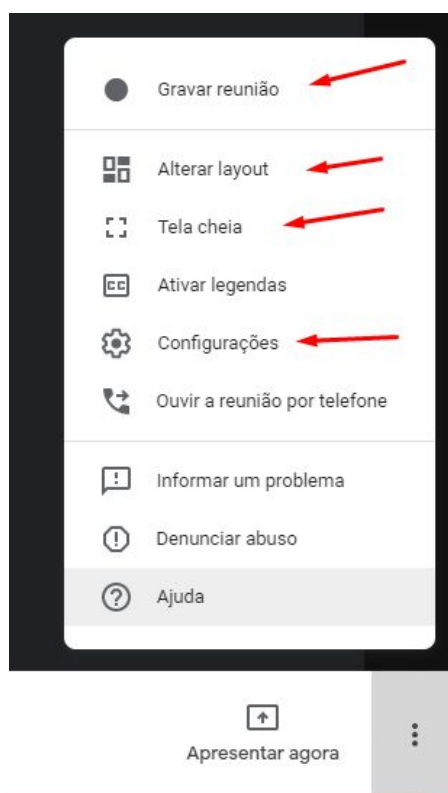 Gravar reunião
Alterar layout
Tela cheia
CC
Ativar legendas
Configurações
Ouvir a reunião por telefone
Informar um problema
Denunciar abuso
Ajuda
Apresentar agora